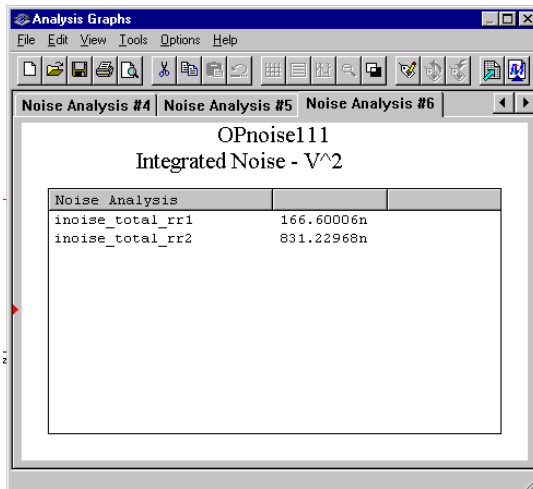 Analysis Graphs
File Edit View Tools Options Help
Noise Analysis #4 Noise Analysis #5 Noise Analysis #6
OPnoise111
Integrated Noise - V^2
Noise Analysis
inoise_total_rr1 166.60006n
inoise_total_rr2 831.22968n